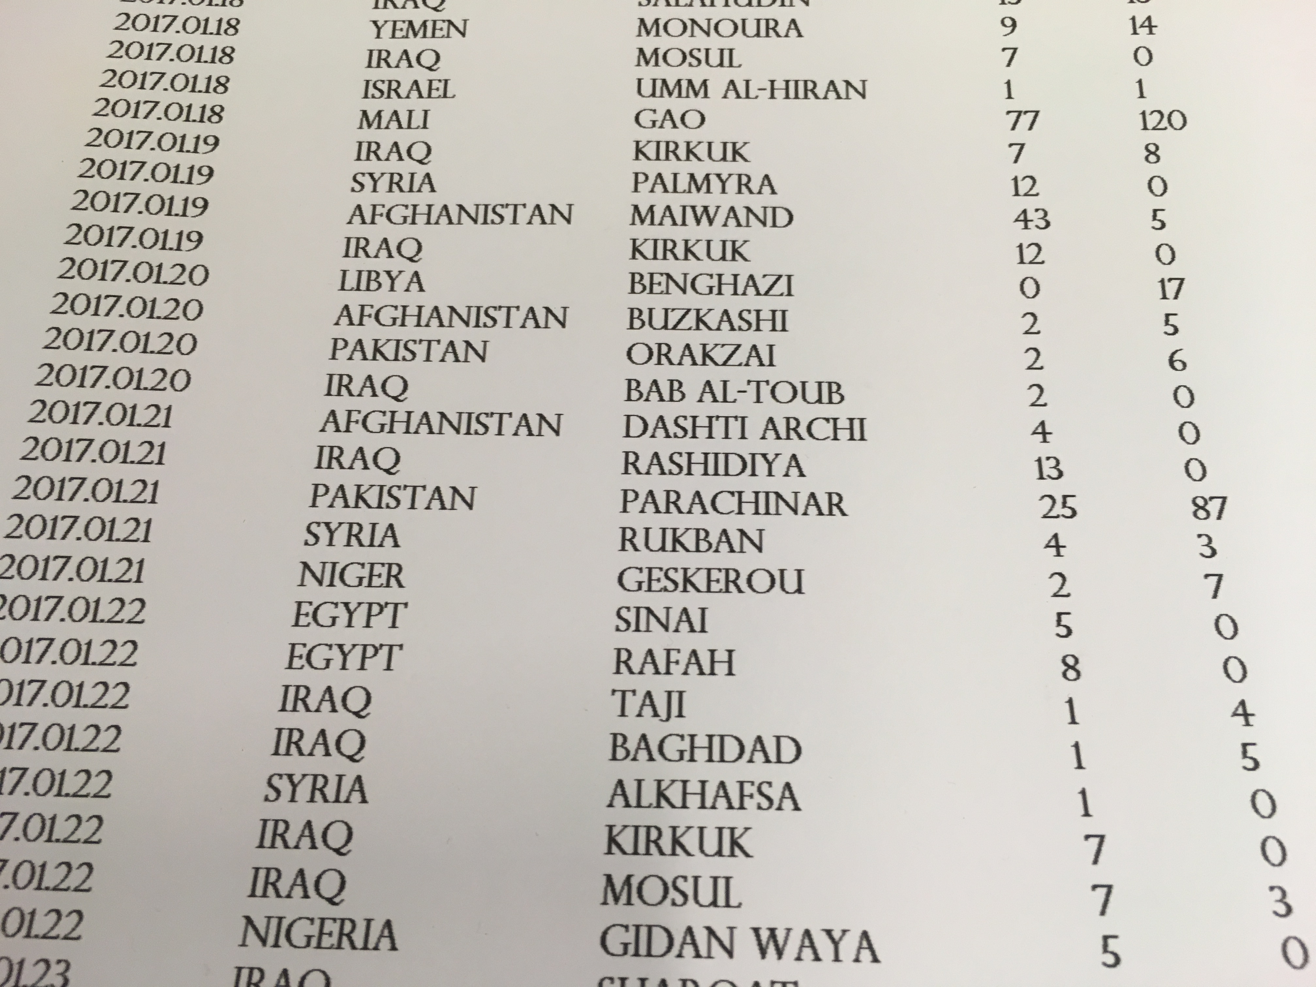 2017.01.18 IRAQ SALAHUDIN
2017.01.18 YEMEN MONOURA 9 14
2017.01.18 IRAQ MOSUL 7 0
2017.01.18 ISRAEL UMM AL-HIRAN 1 1
2017.01.18 MALI GAO 77 120
2017.01.19 IRAQ KIRKUK 7 8
2017.01.19 SYRIA PALMYRA 12 0
2017.01.19 AFGHANISTAN MAIWAND 43 5
2017.01.19 IRAQ KIRKUK 12 0
2017.01.20 LIBYA BENGHAZI 0 17
2017.01.20 AFGHANISTAN BUZKASHI 2 5
2017.01.20 PAKISTAN ORAKZAI 2 6
2017.01.20 IRAQ BAB AL-TOUB 2 0
2017.01.21 AFGHANISTAN DASHTI ARCHI 4 0
2017.01.21 IRAQ RASHIDIYA 13 0
2017.01.21 PAKISTAN PARACHINAR 25 87
2017.01.21 SYRIA RUKBAN 4 3
2017.01.21 NIGER GESKEROU 2 7
2017.01.22 EGYPT SINAI 5 0
017.01.22 EGYPT RAFAH 8 0
017.01.22 IRAQ TAJI 1 4
17.01.22 IRAQ BAGHDAD 1 5
17.01.22 SYRIA ALKHAFSA 1 0
7.01.22 IRAQ KIRKUK 7 0
.01.22 IRAQ MOSUL 7 3
01.22 NIGERIA GIDAN WAYA 5 0
01.23 IRAQ